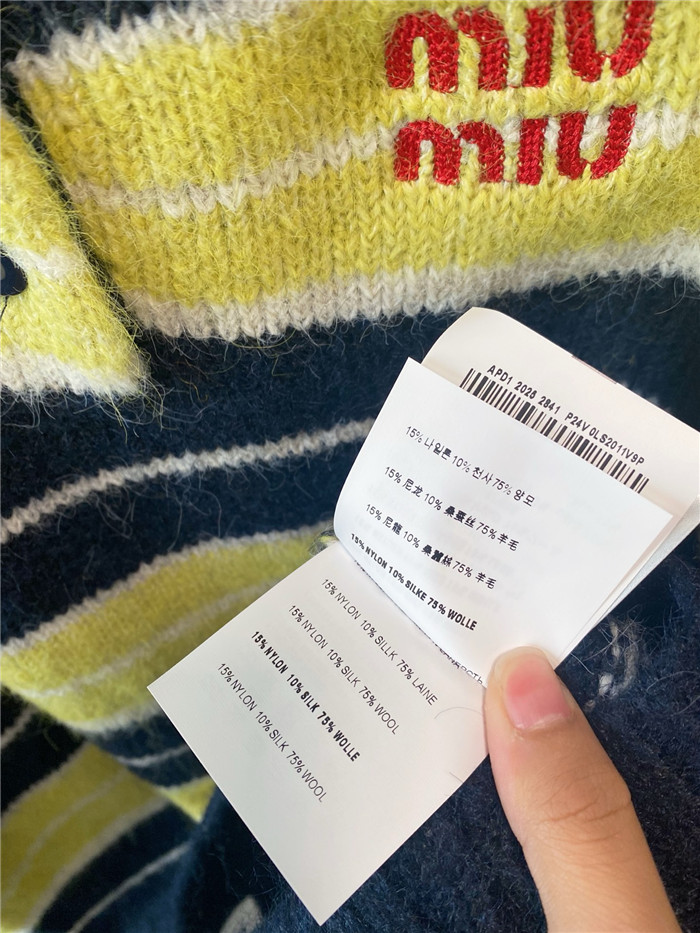 miu
miu
APD1 2028 2841 P24V 0LS2011V9P
15% 나일론 10% 천사 75% 양모
15% 尼龙 10% 桑蚕丝 75% 羊毛
15% 尼龍 10% 桑蠶絲 75% 羊毛
15% NYLON 10% SILKE 75% WOLLE
15% NYLON 10% SILLK 75% LAINE
15% NYLON 10% SILK 75% WOOL
15% NYLON 10% SILK 75% WOLLE
15% NYLON 10% SILK 75% WOOL